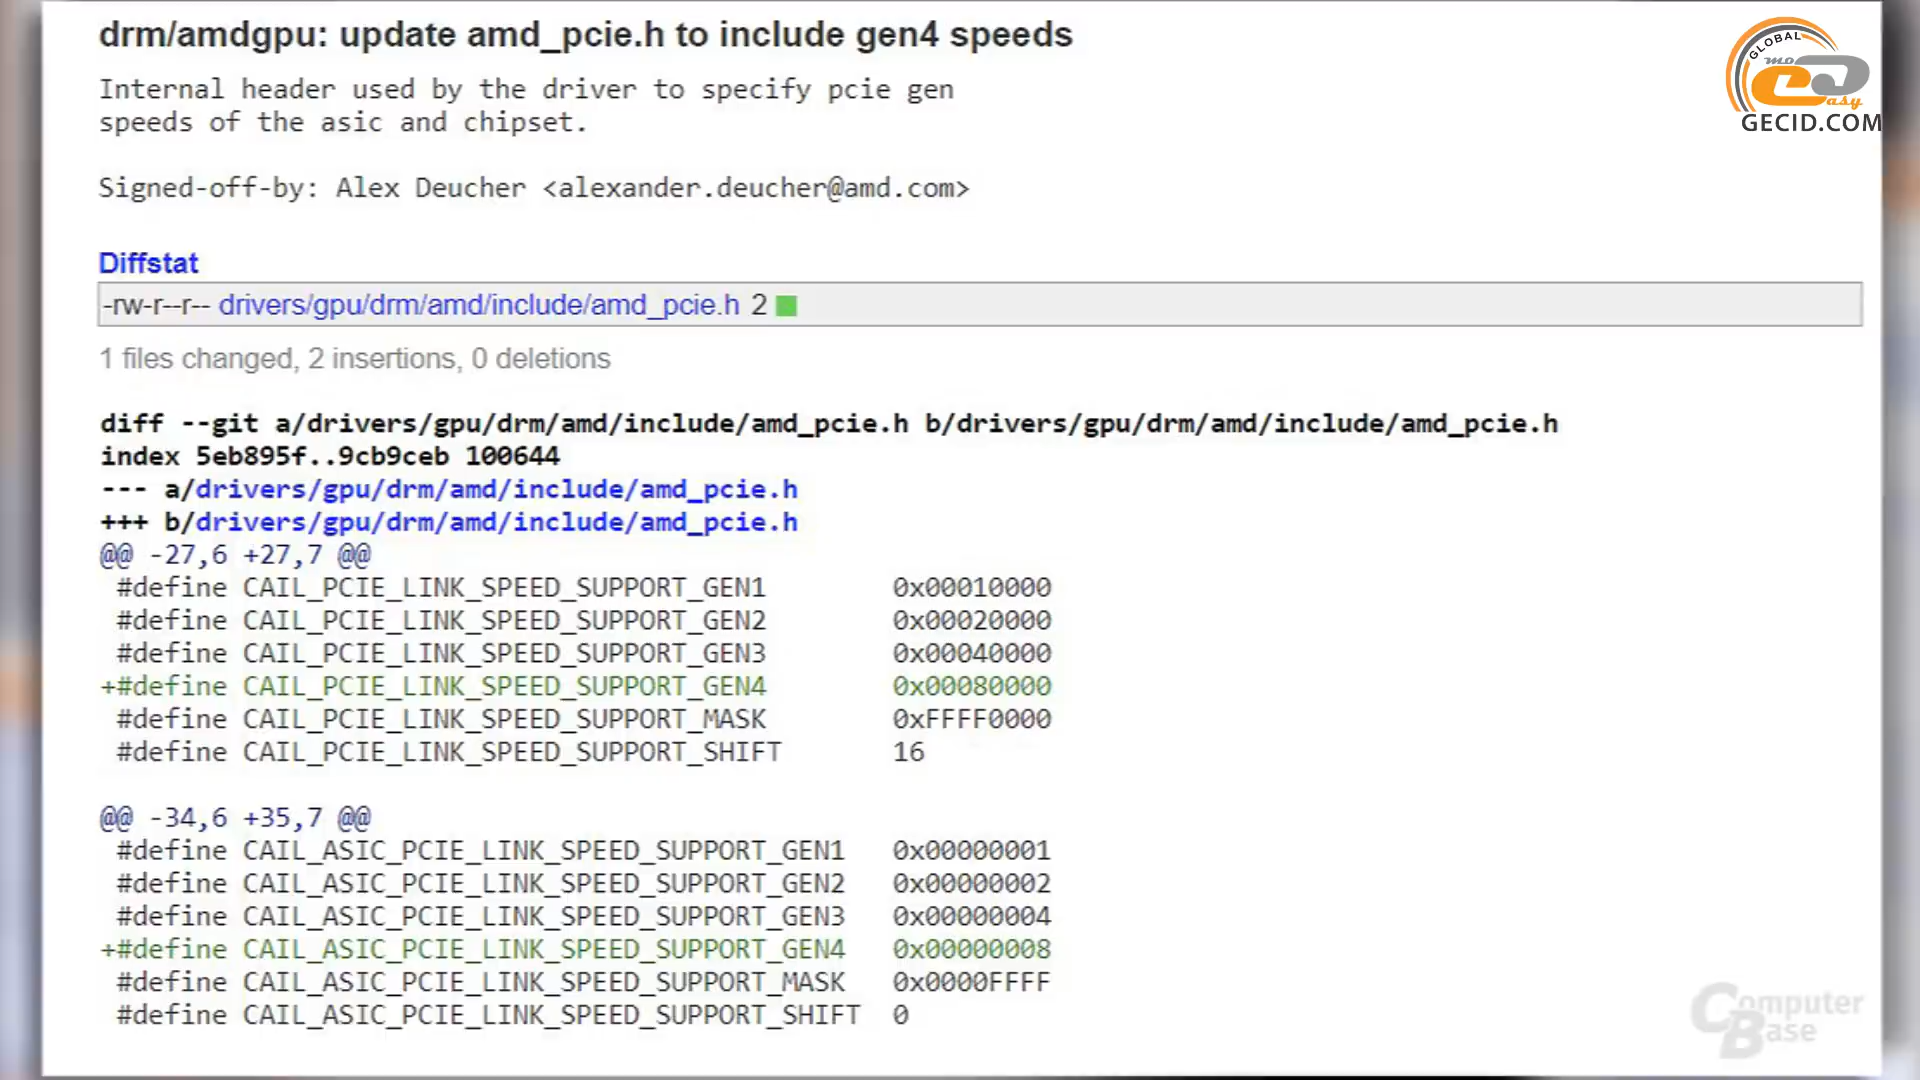 drm/amdgpu: update amd_pcie.h to include gen4 speeds
Internal header used by the driver to specify pcie gen
speeds of the asic and chipset.
Signed-off-by: Alex Deucher <alexander.deucher@amd.com>
Diffstat
-rw-r--r-- drivers/gpu/drm/amd/include/amd_pcie.h 2
1 files changed, 2 insertions, 0 deletions
diff --git a/drivers/gpu/drm/amd/include/amd_pcie.h b/drivers/gpu/drm/amd/include/amd_pcie.h
index 5eb895f..9cb9ceb 100644
--- a/drivers/gpu/drm/amd/include/amd_pcie.h
+++ b/drivers/gpu/drm/amd/include/amd_pcie.h
@@ -27,6 +27,7 @@
#define CAIL_PCIE_LINK_SPEED_SUPPORT_GEN1 0x00010000
#define CAIL_PCIE_LINK_SPEED_SUPPORT_GEN2 0x00020000
#define CAIL_PCIE_LINK_SPEED_SUPPORT_GEN3 0x00040000
+#define CAIL_PCIE_LINK_SPEED_SUPPORT_GEN4 0x00080000
#define CAIL_PCIE_LINK_SPEED_SUPPORT_MASK 0xFFFF0000
#define CAIL_PCIE_LINK_SPEED_SUPPORT_SHIFT 16
@@ -34,6 +35,7 @@
#define CAIL_ASIC_PCIE_LINK_SPEED_SUPPORT_GEN1 0x00000001
#define CAIL_ASIC_PCIE_LINK_SPEED_SUPPORT_GEN2 0x00000002
#define CAIL_ASIC_PCIE_LINK_SPEED_SUPPORT_GEN3 0x00000004
+#define CAIL_ASIC_PCIE_LINK_SPEED_SUPPORT_GEN4 0x00000008
#define CAIL_ASIC_PCIE_LINK_SPEED_SUPPORT_MASK 0x0000FFFF
#define CAIL_ASIC_PCIE_LINK_SPEED_SUPPORT_SHIFT 0
GLOBAL
easy
GECID.COM
Computer
Base